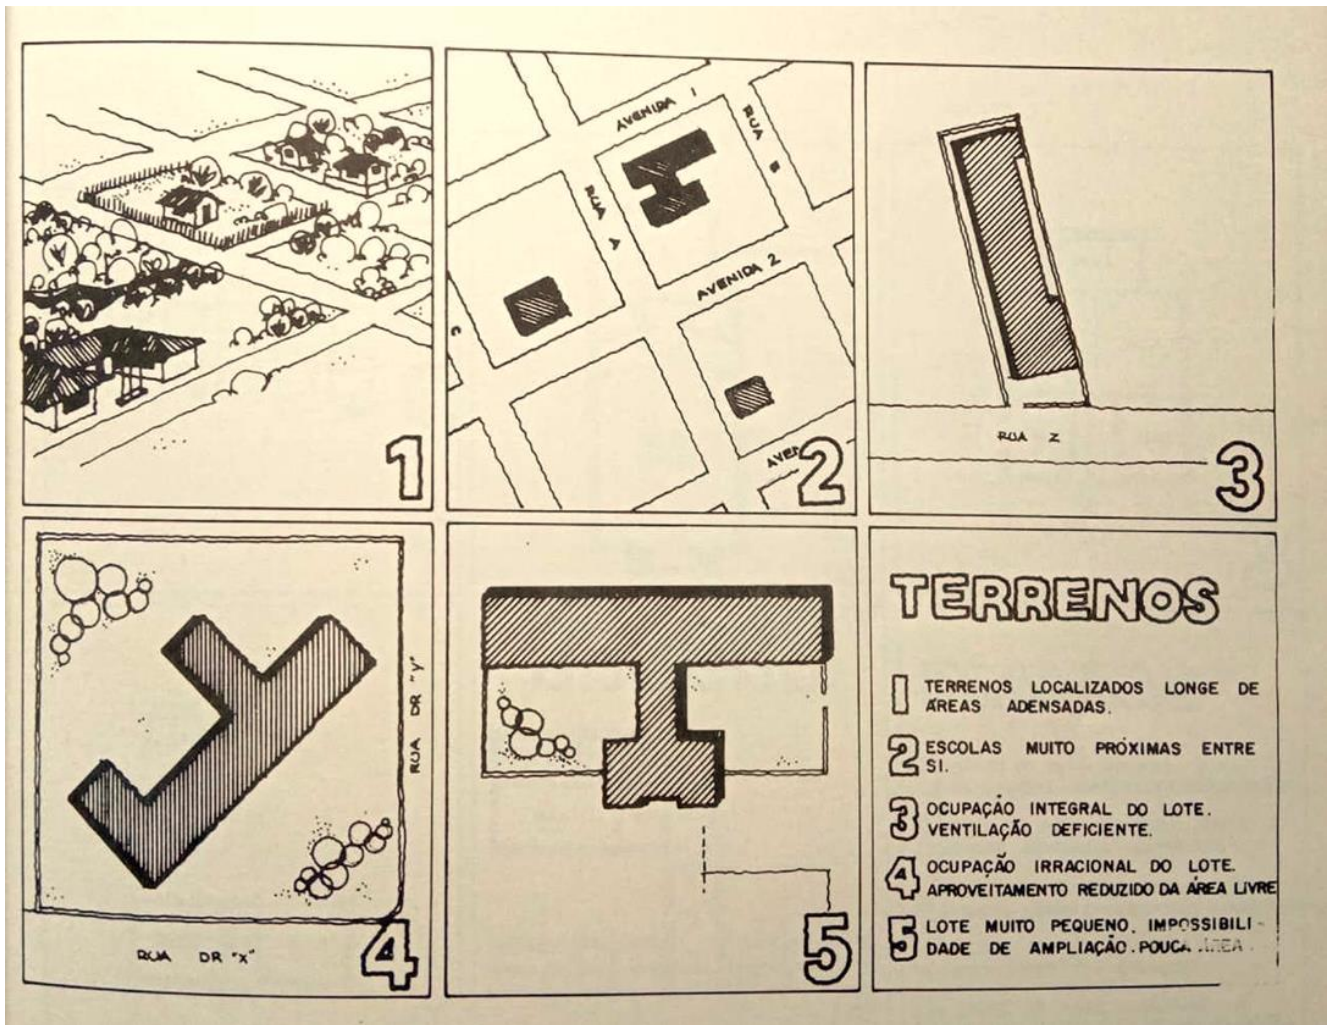 1
AVENIDA 1
RUA B
RUA A
AVENIDA 2
C
AVEN
2
RUA Z
3
RUA DR "Y"
RUA DR "X"
4
5
TERRENOS
1 TERRENOS LOCALIZADOS LONGE DE
ÁREAS ADENSADAS.
2 ESCOLAS MUITO PRÓXIMAS ENTRE
SI.
3 OCUPAÇÃO INTEGRAL DO LOTE.
VENTILAÇÃO DEFICIENTE.
4 OCUPAÇÃO IRRACIONAL DO LOTE.
APROVEITAMENTO REDUZIDO DA ÁREA LIVRE
5 LOTE MUITO PEQUENO. IMPOSSIBILI-
DADE DE AMPLIAÇÃO. POUCA ÁREA.